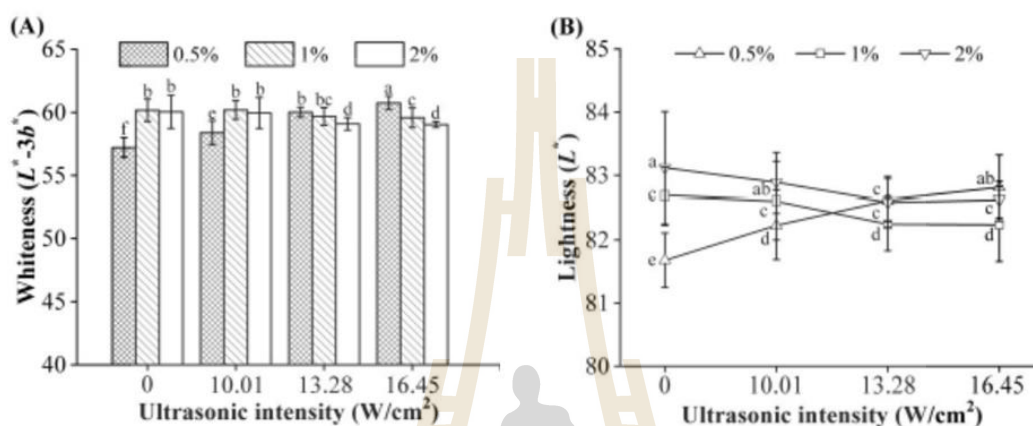 (A)
0.5% 1% 2%
65
60
55
50
45
40
Whiteness (L*-3b*)
f b b e b b b bc d a c d
0 10.01 13.28 16.45
Ultrasonic intensity (W/cm²)
(B)
0.5% 1% 2%
85
84
83
82
81
80
Lightness (L*)
a c e
ab c d
c c d
ab c d
0 10.01 13.28 16.45
Ultrasonic intensity (W/cm²)